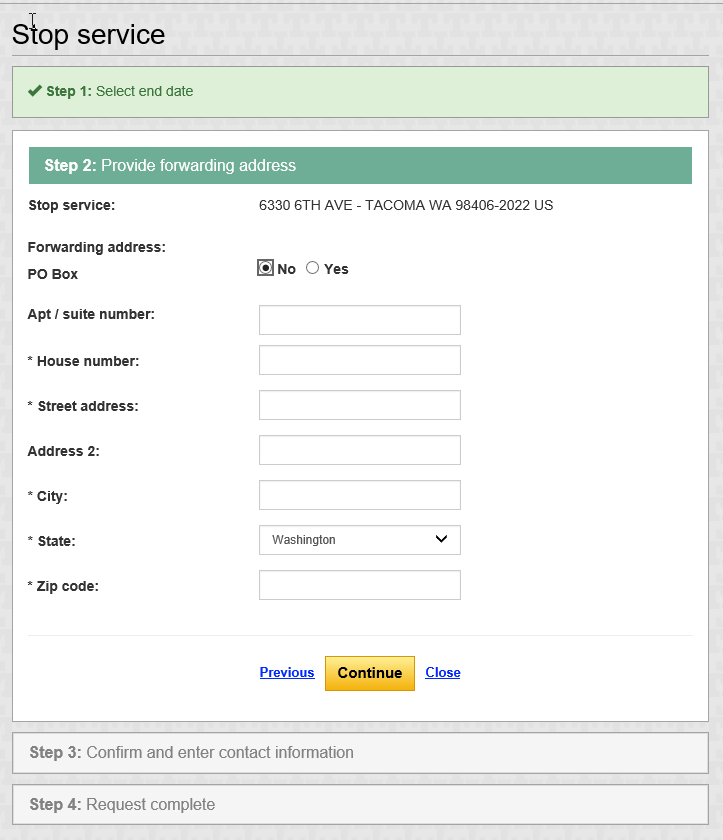 Stop service
Step 1: Select end date
Step 2: Provide forwarding address
Stop service: 6330 6TH AVE - TACOMA WA 98406-2022 US
Forwarding address:
PO Box No Yes
Apt / suite number:
* House number:
* Street address:
Address 2:
* City:
* State: Washington
* Zip code:
Previous Continue Close
Step 3: Confirm and enter contact information
Step 4: Request complete